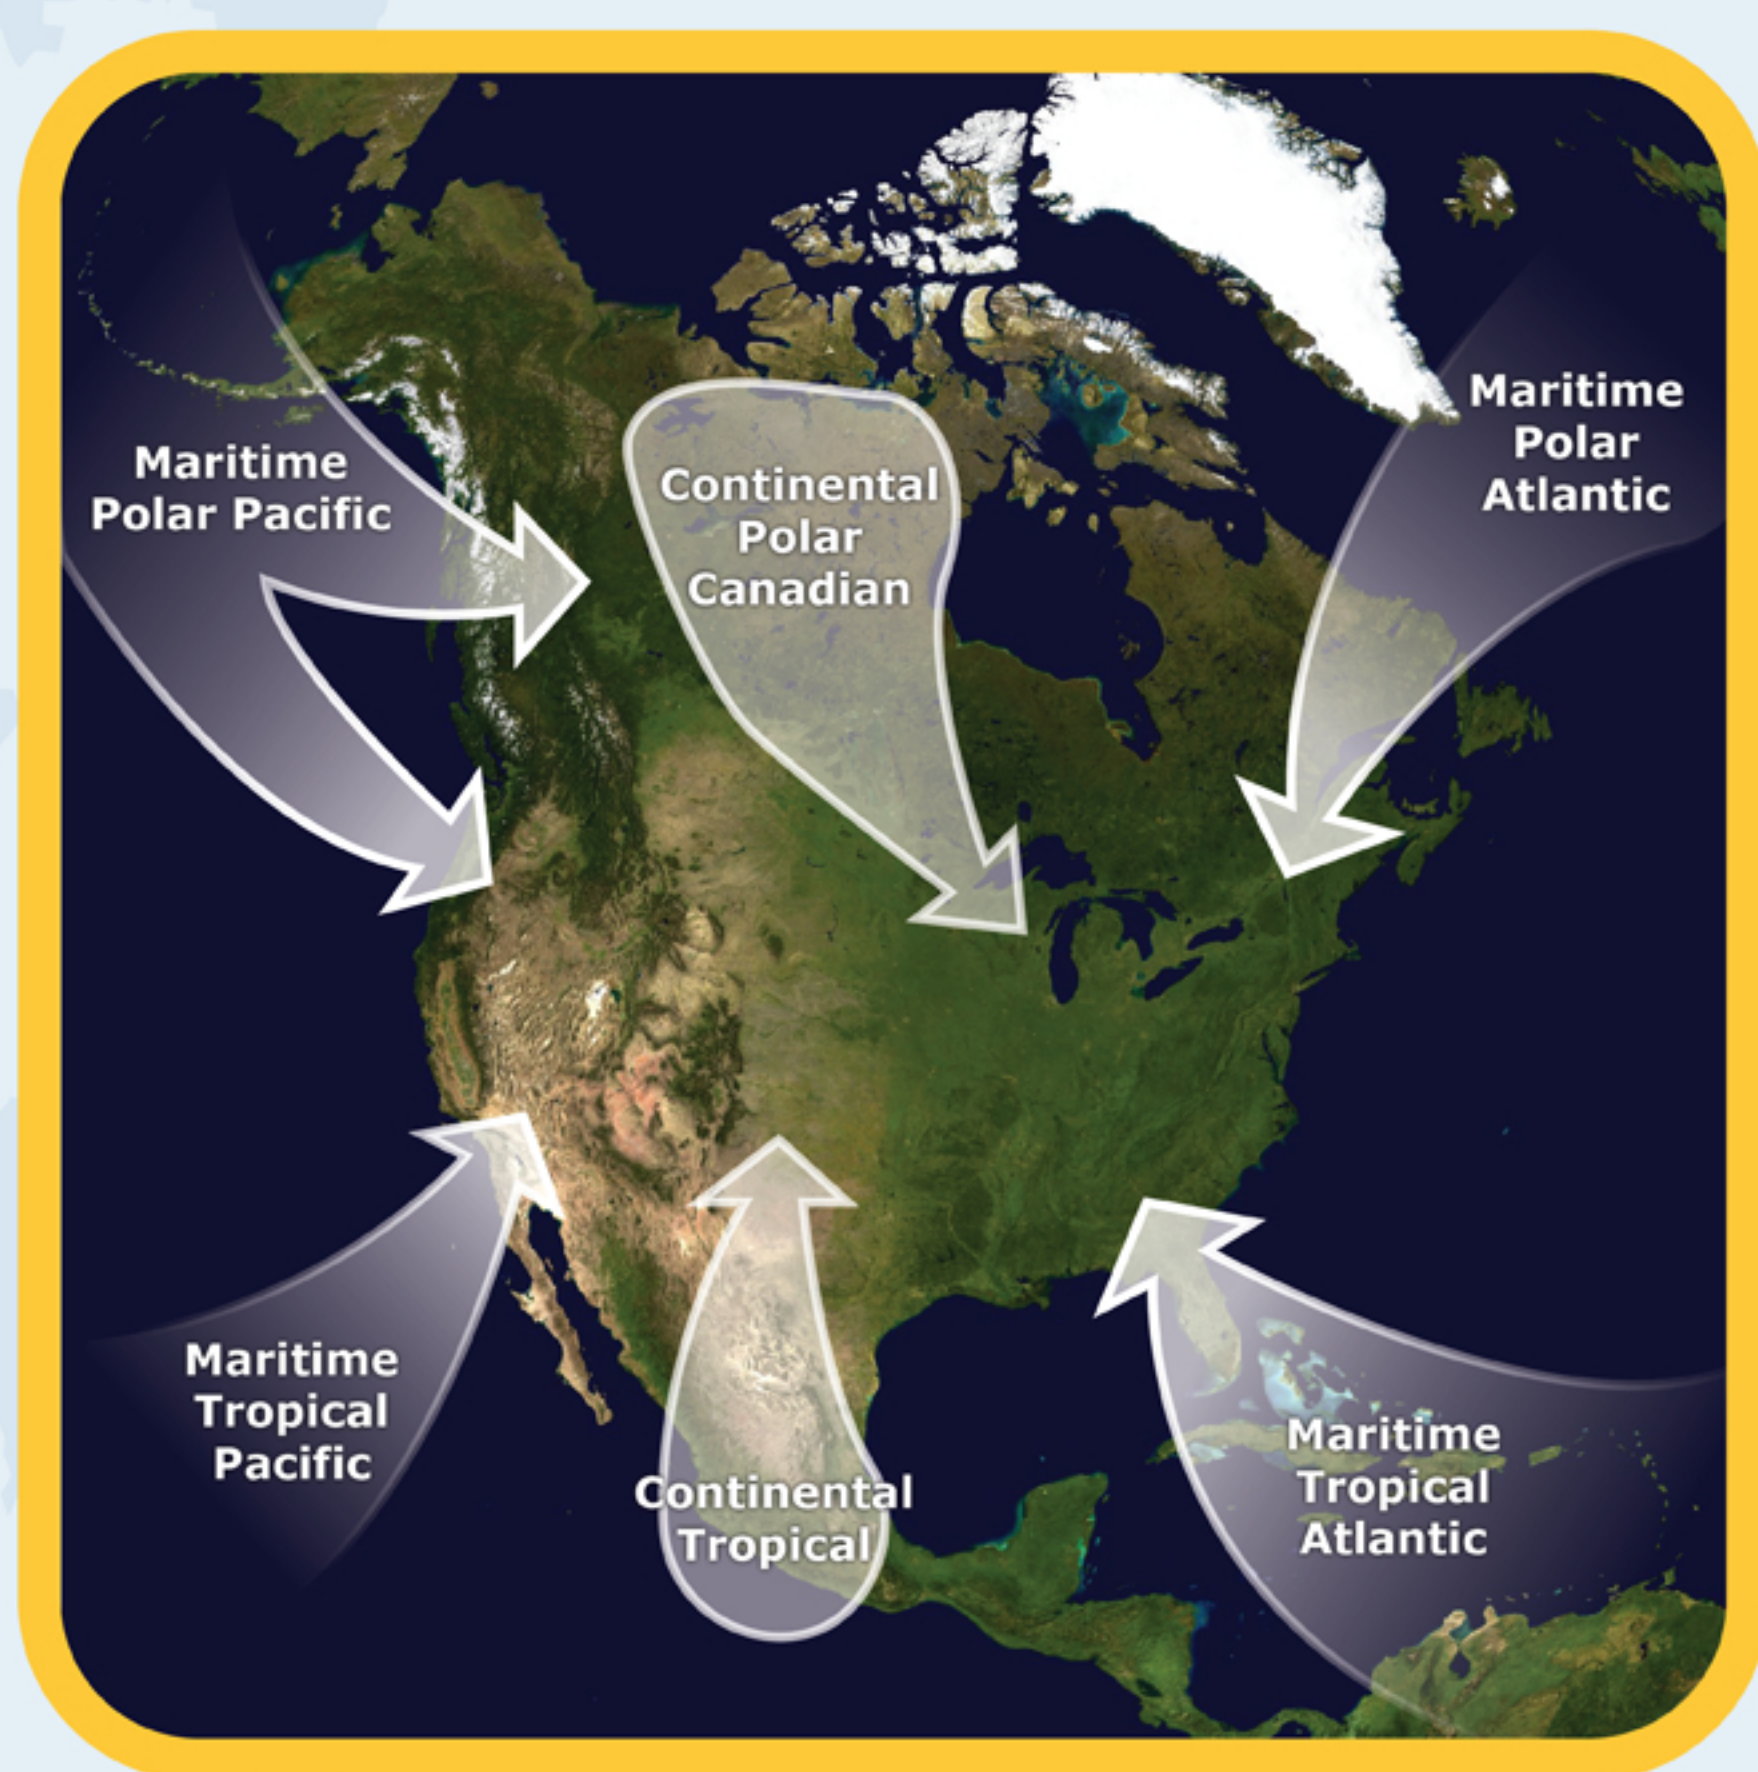 Maritime
Polar Pacific
Continental
Polar
Canadian
Maritime
Polar
Atlantic
Maritime
Tropical
Pacific
Continental
Tropical
Maritime
Tropical
Atlantic